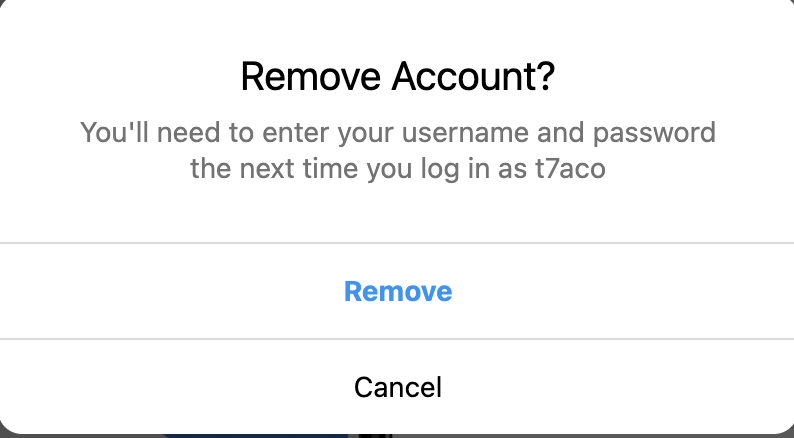 Remove Account?
You'll need to enter your username and password
the next time you log in as t7aco
Remove
Cancel